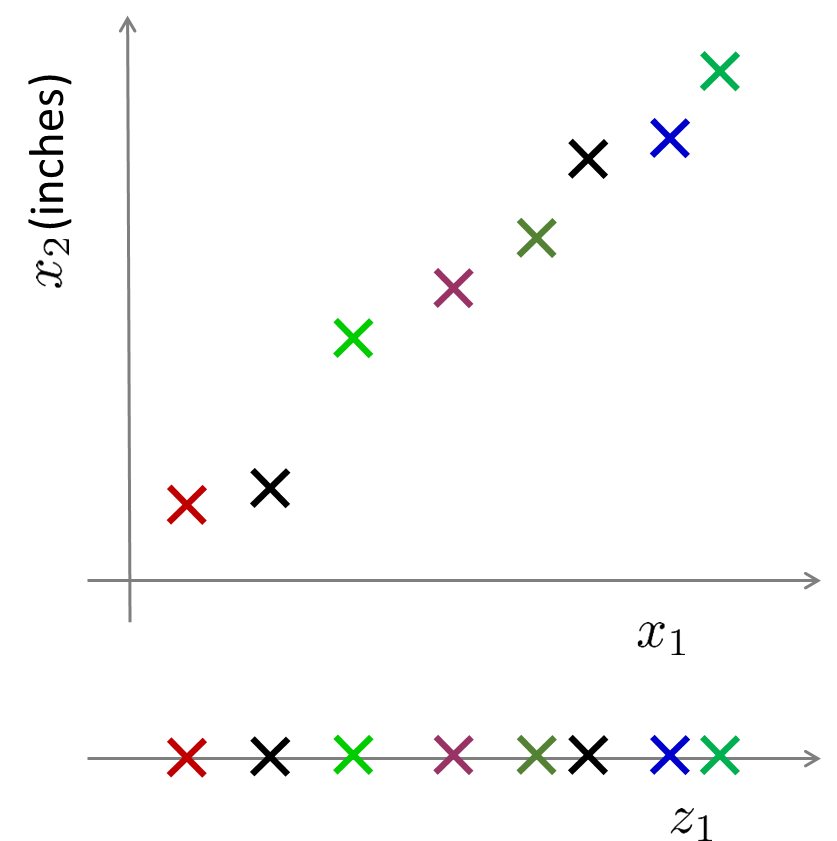 x₂(inches)
x₁
z₁